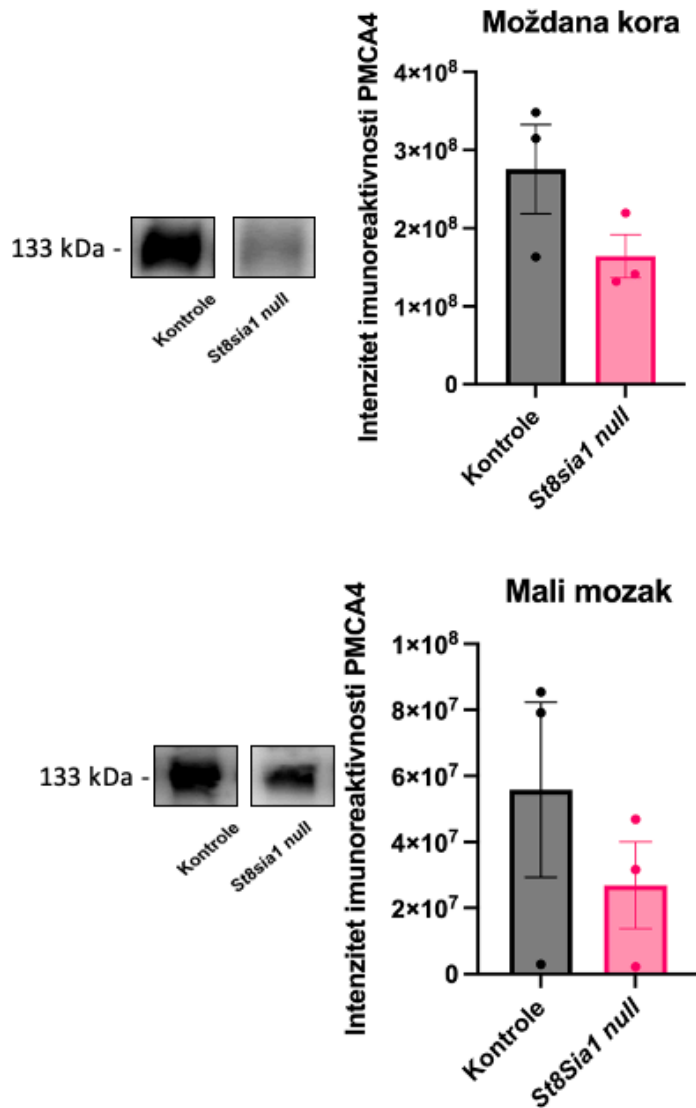 Moždana kora
Intenzitet imunoreaktivnosti PMCA4
4×10⁸
3×10⁸
2×10⁸
1×10⁸
0
133 kDa -
Kontrole
St8sia1 null
Kontrole
St8sia1 null
Mali mozak
Intenzitet imunoreaktivnosti PMCA4
1×10⁸
8×10⁷
6×10⁷
4×10⁷
2×10⁷
0
133 kDa -
Kontrole
St8sia1 null
Kontrole
St8Sia1 null